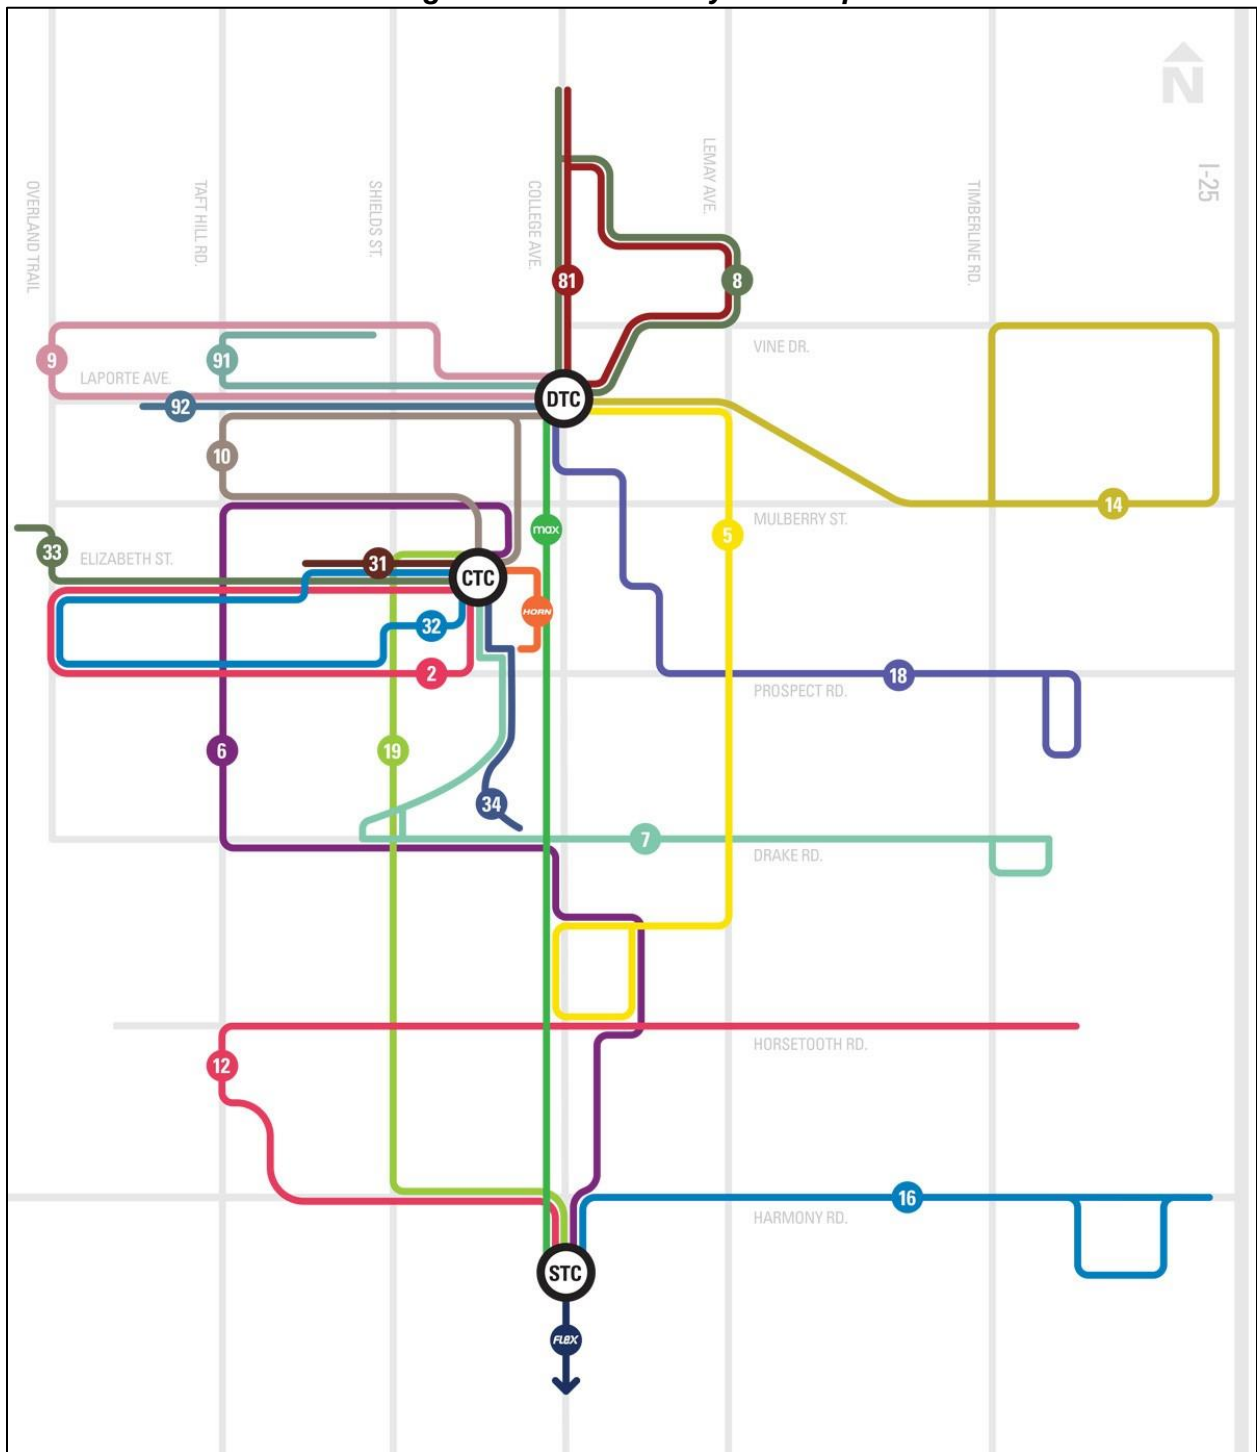 N
I-25
OVERLAND TRAIL
TAFT HILL RD.
SHIELDS ST.
COLLEGE AVE.
LEMAY AVE.
TIMBERLINE RD.
81
8
VINE DR.
9
91
LAPORTE AVE.
92
DTC
10
14
MULBERRY ST.
max
5
33
ELIZABETH ST.
31
CTC
HORN
32
2
18
PROSPECT RD.
6
19
34
7
DRAKE RD.
HORSETOOTH RD.
12
16
HARMONY RD.
STC
FLEX